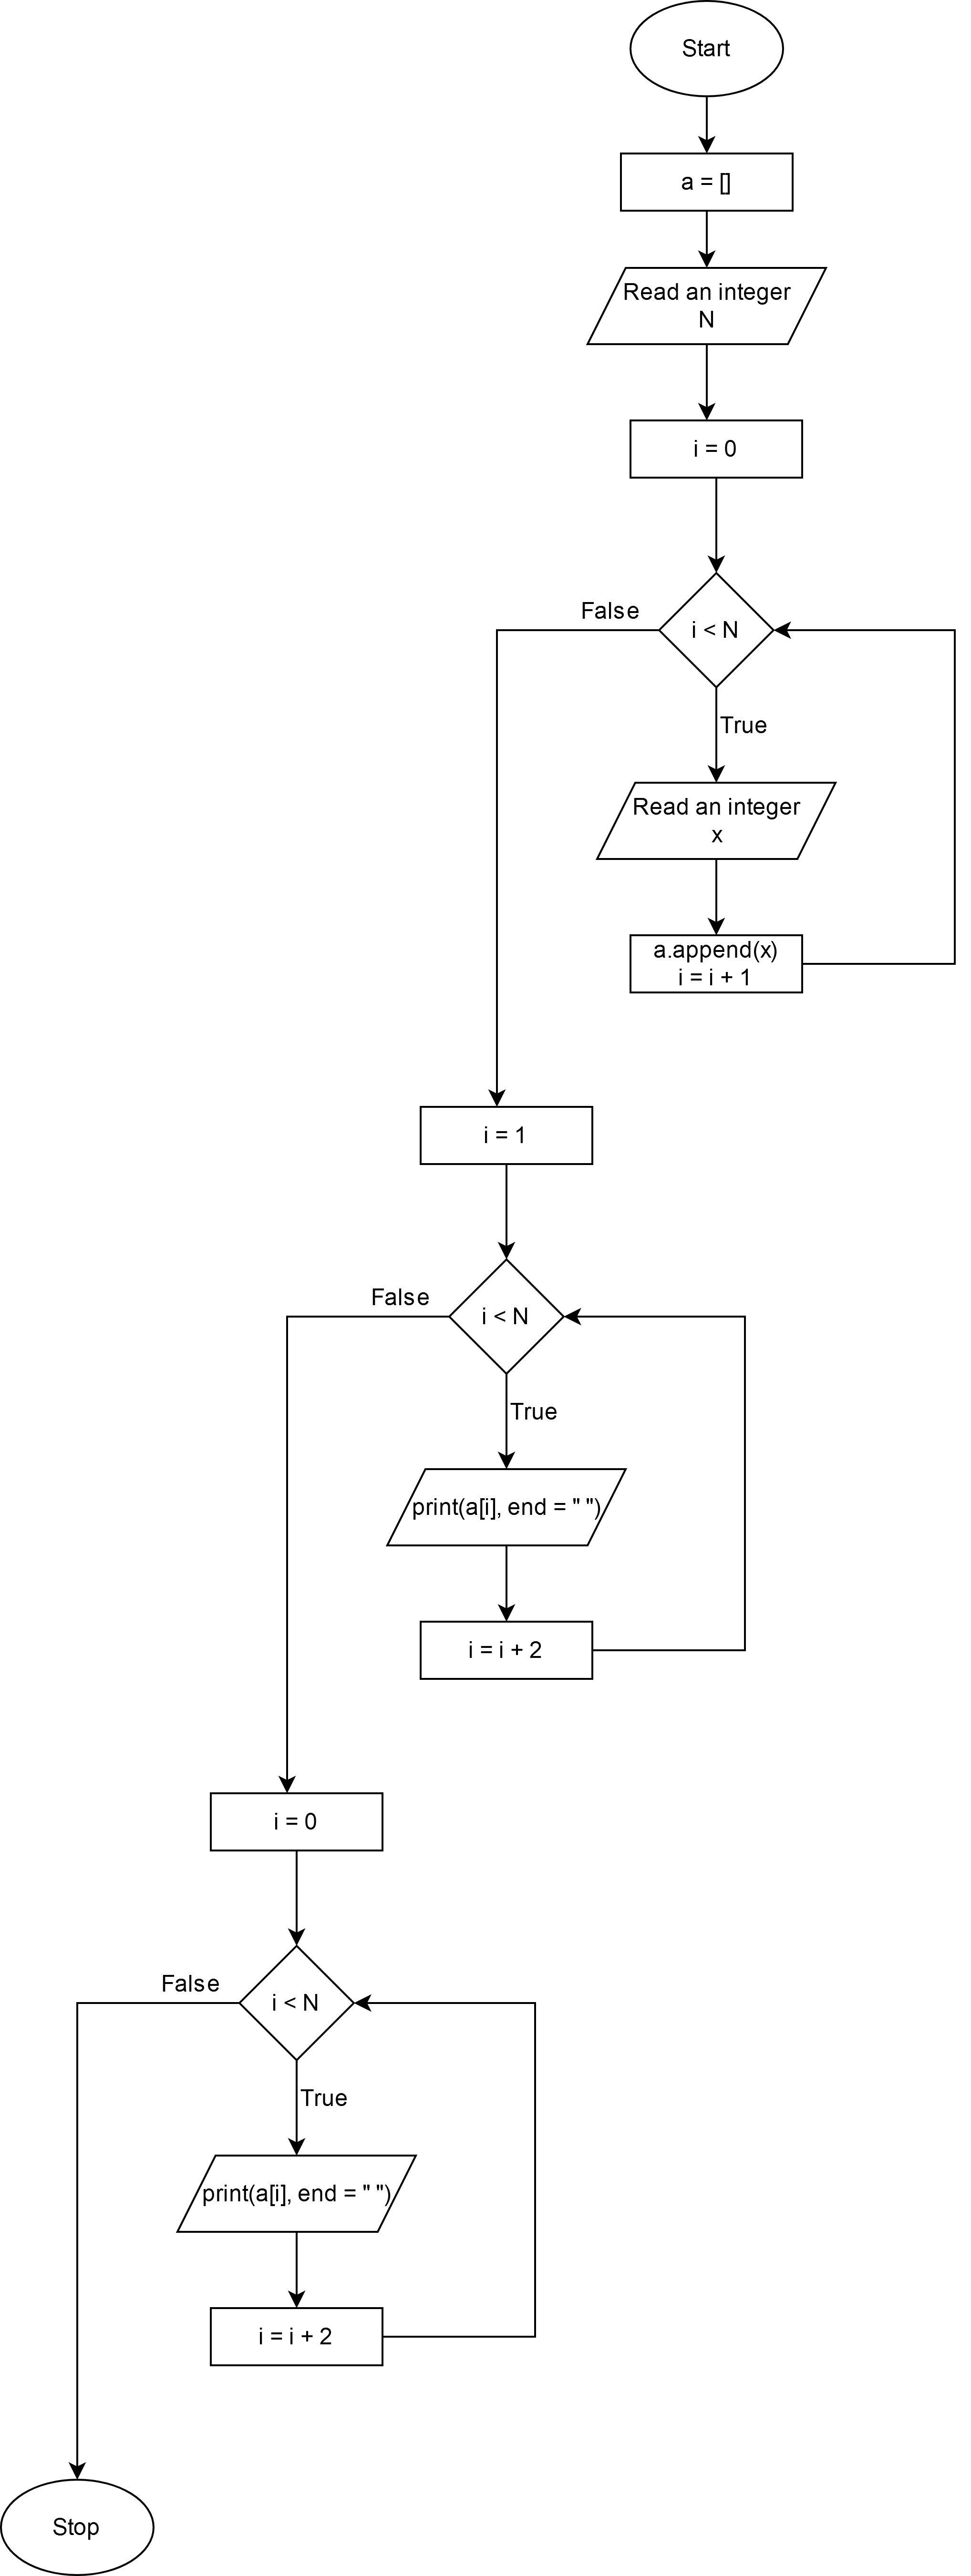 Start
a = []
Read an integer
N
i = 0
i < N
False
True
Read an integer
x
a.append(x)
i = i + 1
i = 1
i < N
False
True
print(a[i], end = " ")
i = i + 2
i = 0
i < N
False
True
print(a[i], end = " ")
i = i + 2
Stop